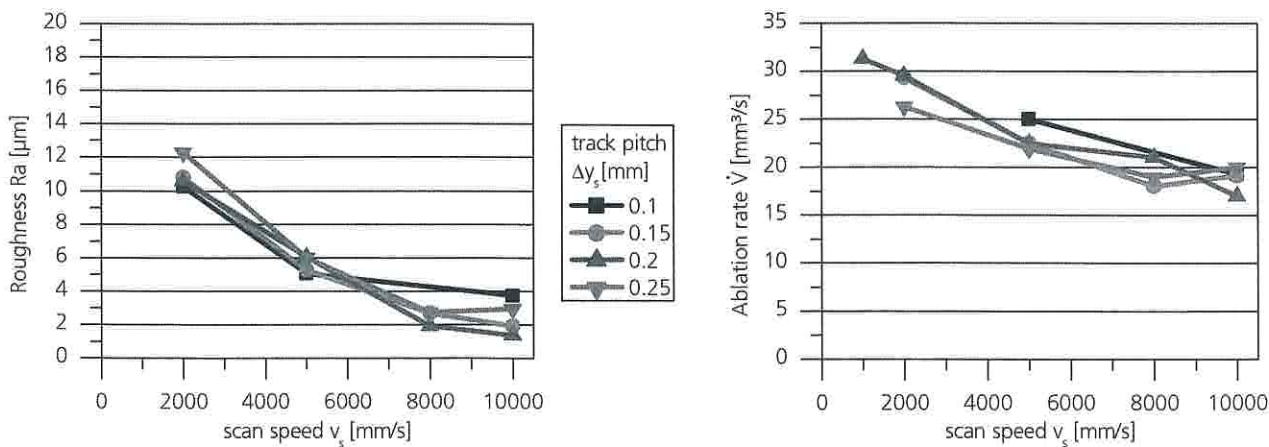 Roughness Ra [µm]
20
18
16
14
12
10
8
6
4
2
0
0 2000 4000 6000 8000 10000
scan speed vₛ [mm/s]
track pitch
Δyₛ [mm]
0.1
0.15
0.2
0.25
Ablation rate V̇ [mm³/s]
35
30
25
20
15
10
5
0
0 2000 4000 6000 8000 10000
scan speed vₛ [mm/s]